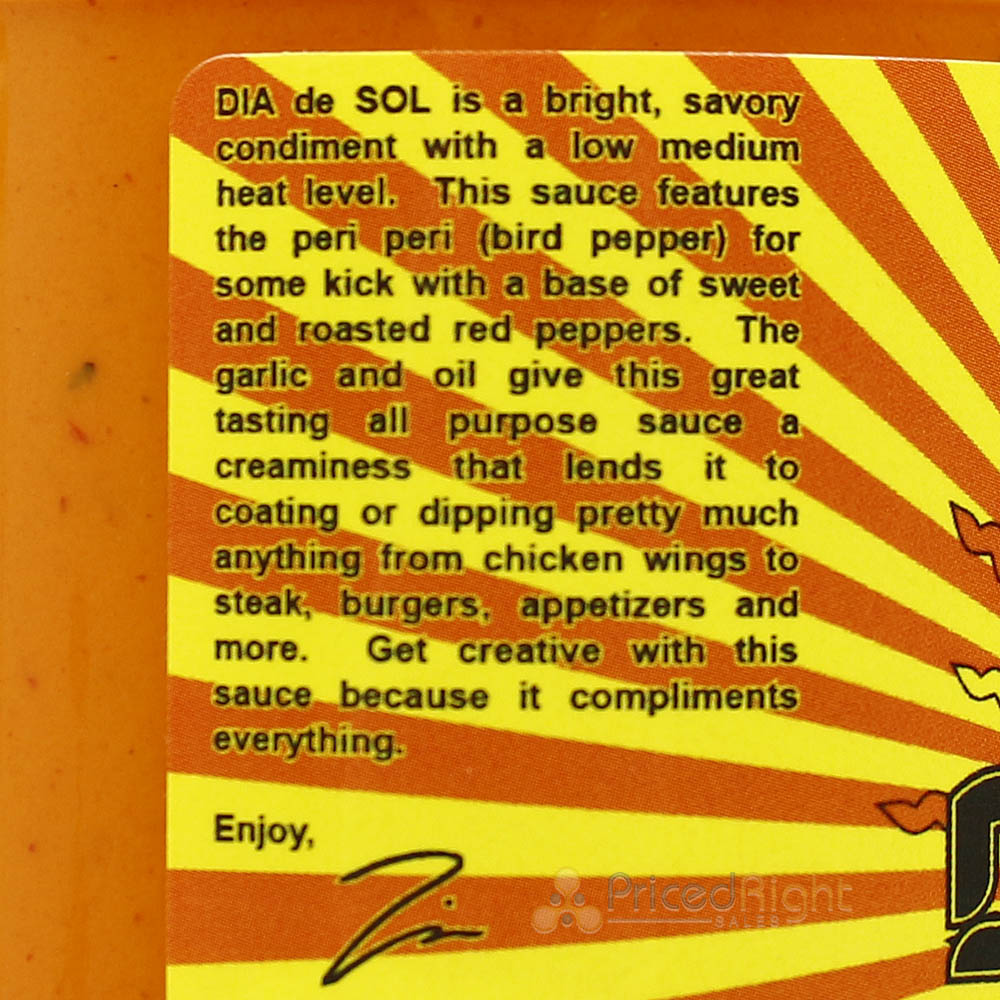 DIA de SOL is a bright, savory
condiment with a low medium
heat level. This sauce features
the peri peri (bird pepper) for
some kick with a base of sweet
and roasted red peppers. The
garlic and oil give this great
tasting all purpose sauce a
creaminess that lends it to
coating or dipping pretty much
anything from chicken wings to
steak, burgers, appetizers and
more. Get creative with this
sauce because it compliments
everything.
Enjoy,
PricedRight
SALES